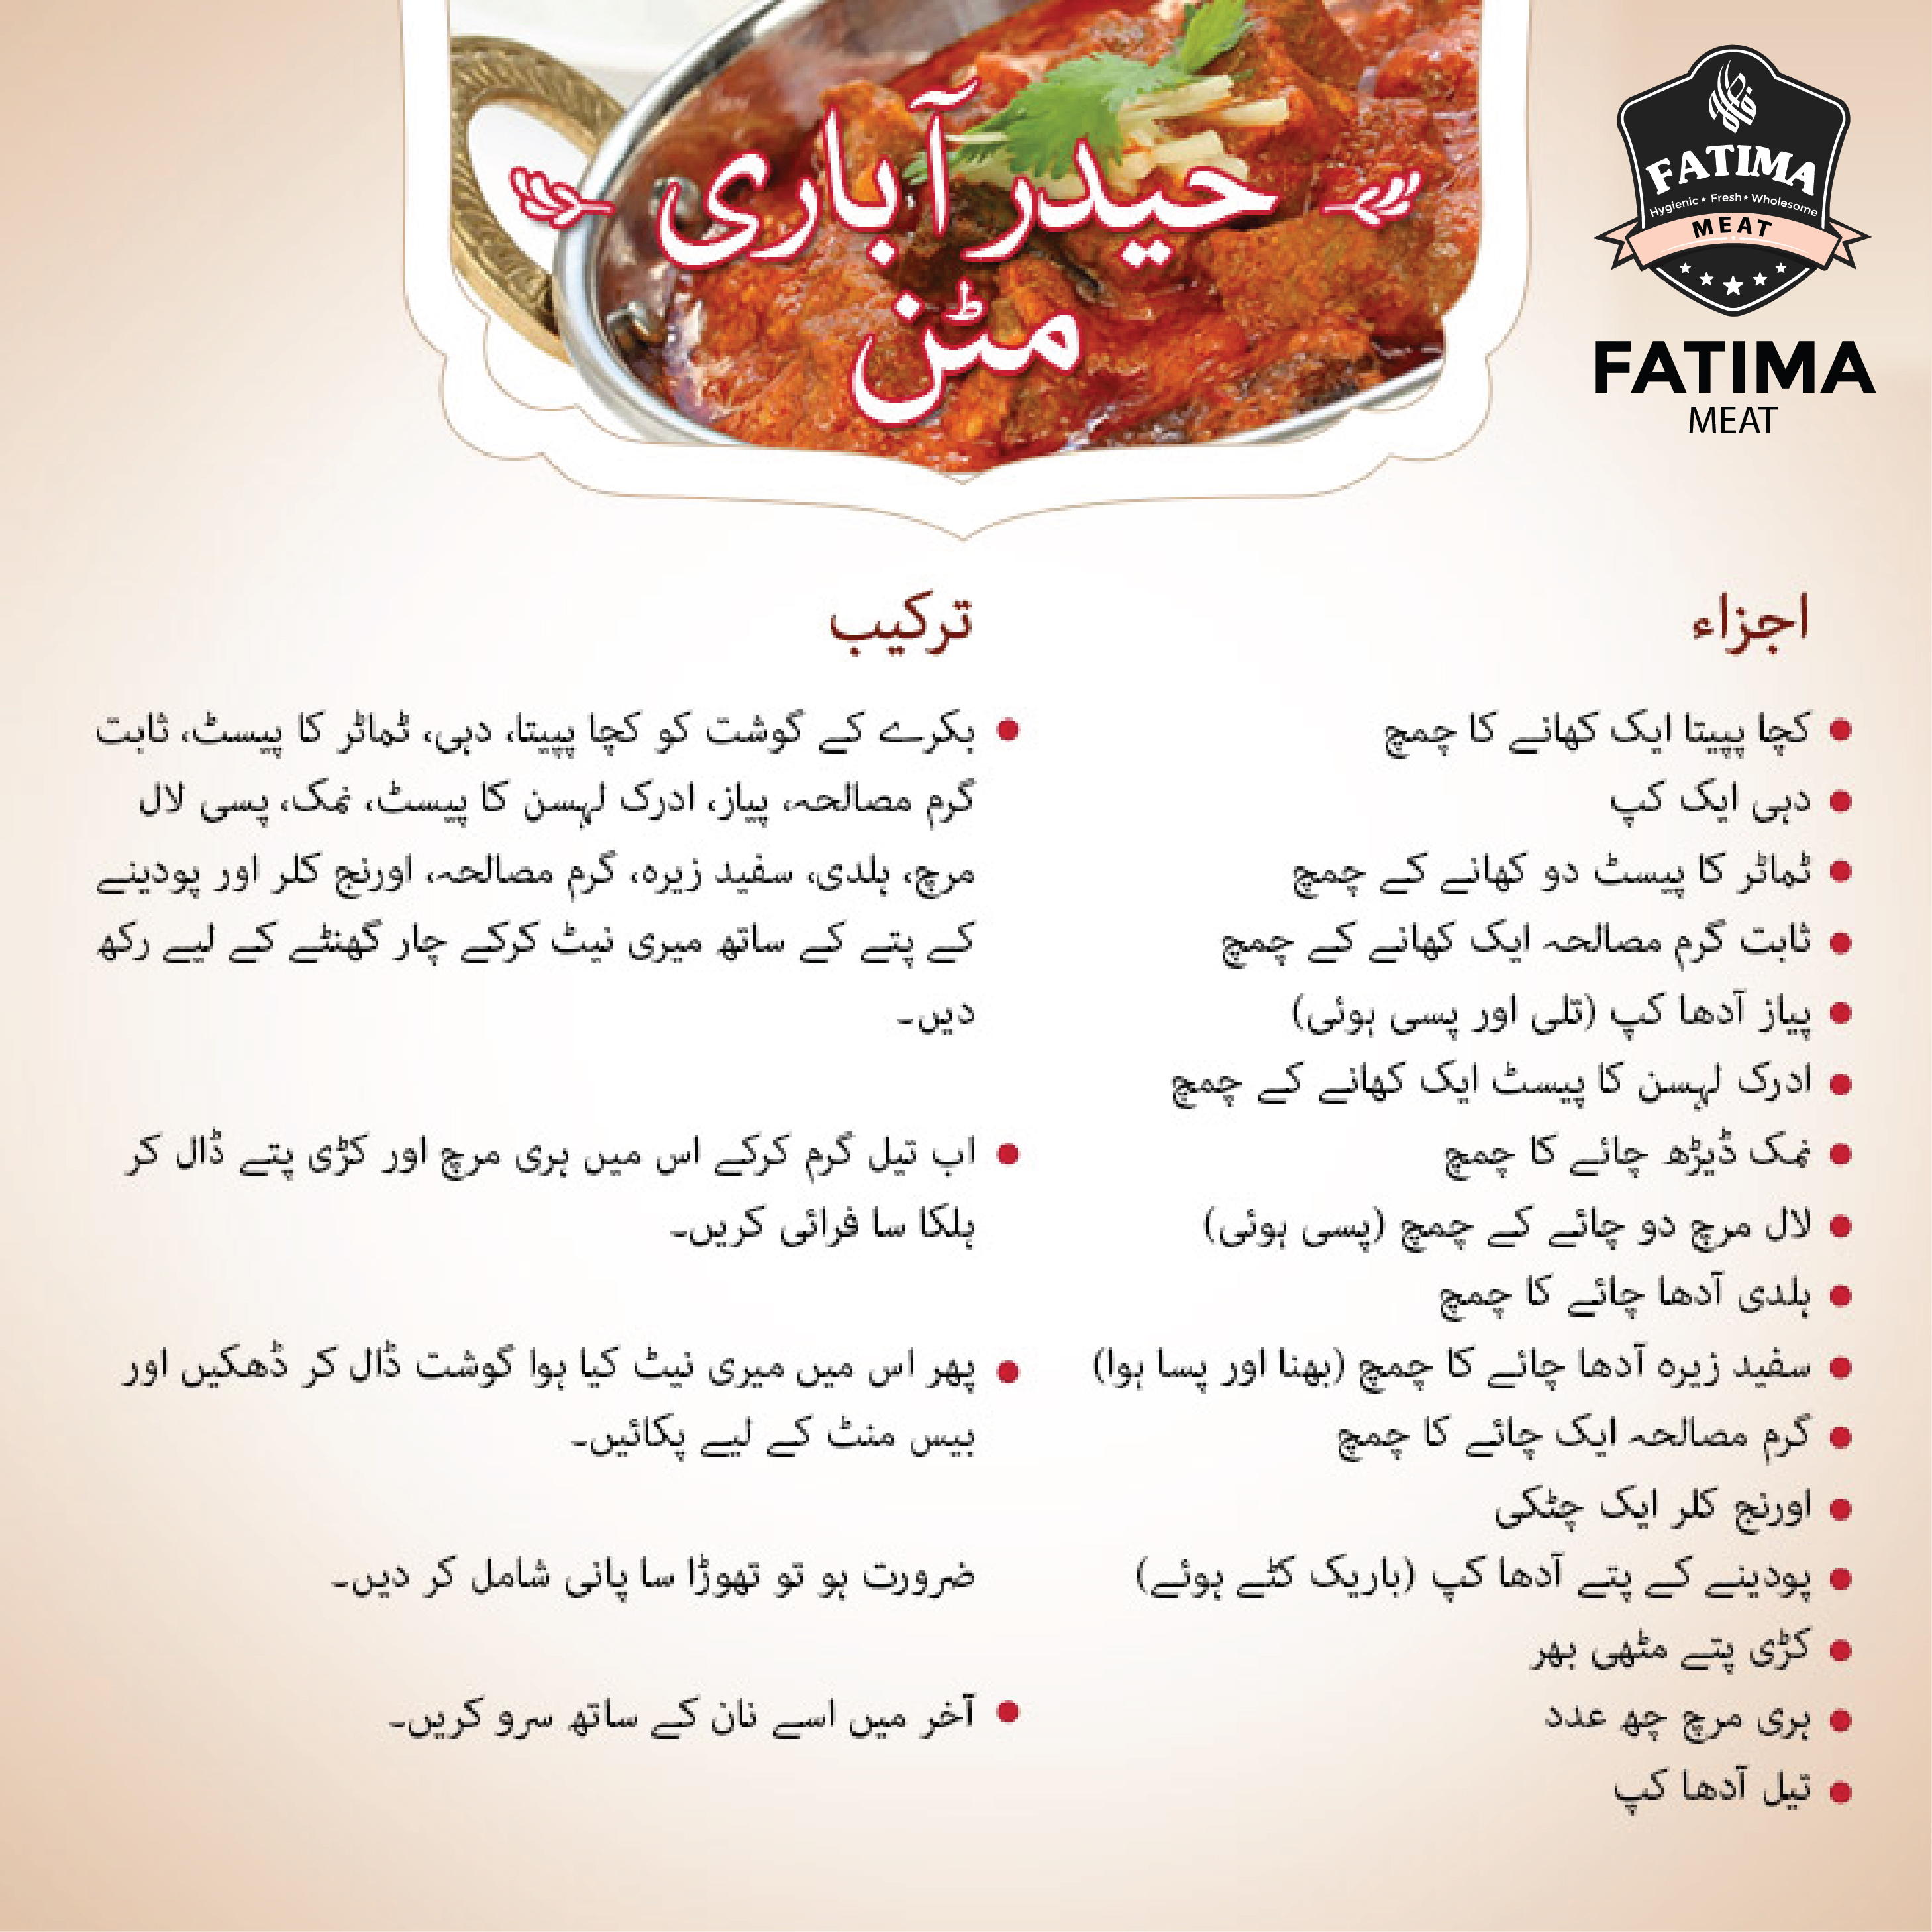 حیدر آباری
مٹن
فاطمہ
FATIMA
Hygienic ★ Fresh ★ Wholesome
MEAT
FATIMA
MEAT
اجزاء
کچا پپیتا ایک کھانے کا چمچ
دہی ایک کپ
ٹماٹر کا پیسٹ دو کھانے کے چمچ
ثابت گرم مصالحہ ایک کھانے کے چمچ
پیاز آدھا کپ (تلی اور پسی ہوئی)
ادرک لہسن کا پیسٹ ایک کھانے کے چمچ
نمک ڈیڑھ چائے کا چمچ
لال مرچ دو چائے کے چمچ (پسی ہوئی)
ہلدی آدھا چائے کا چمچ
سفید زیرہ آدھا چائے کا چمچ (بھنا اور پسا ہوا)
گرم مصالحہ ایک چائے کا چمچ
اورنج کلر ایک چٹکی
پودینے کے پتے آدھا کپ (باریک کٹے ہوئے)
کڑی پتے مٹھی بھر
ہری مرچ چھ عدد
تیل آدھا کپ
ترکیب
بکرے کے گوشت کو کچا پپیتا، دہی، ٹماٹر کا پیسٹ، ثابت
گرم مصالحہ، پیاز، ادرک لہسن کا پیسٹ، نمک، پسی لال
مرچ، ہلدی، سفید زیرہ، گرم مصالحہ، اورنج کلر اور پودینے
کے پتے کے ساتھ میری نیٹ کرکے چار گھنٹے کے لیے رکھ
دیں۔
اب تیل گرم کرکے اس میں ہری مرچ اور کڑی پتے ڈال کر
ہلکا سا فرائی کریں۔
پھر اس میں میری نیٹ کیا ہوا گوشت ڈال کر ڈھکیں اور
بیس منٹ کے لیے پکائیں۔
ضرورت ہو تو تھوڑا سا پانی شامل کر دیں۔
آخر میں اسے نان کے ساتھ سرو کریں۔